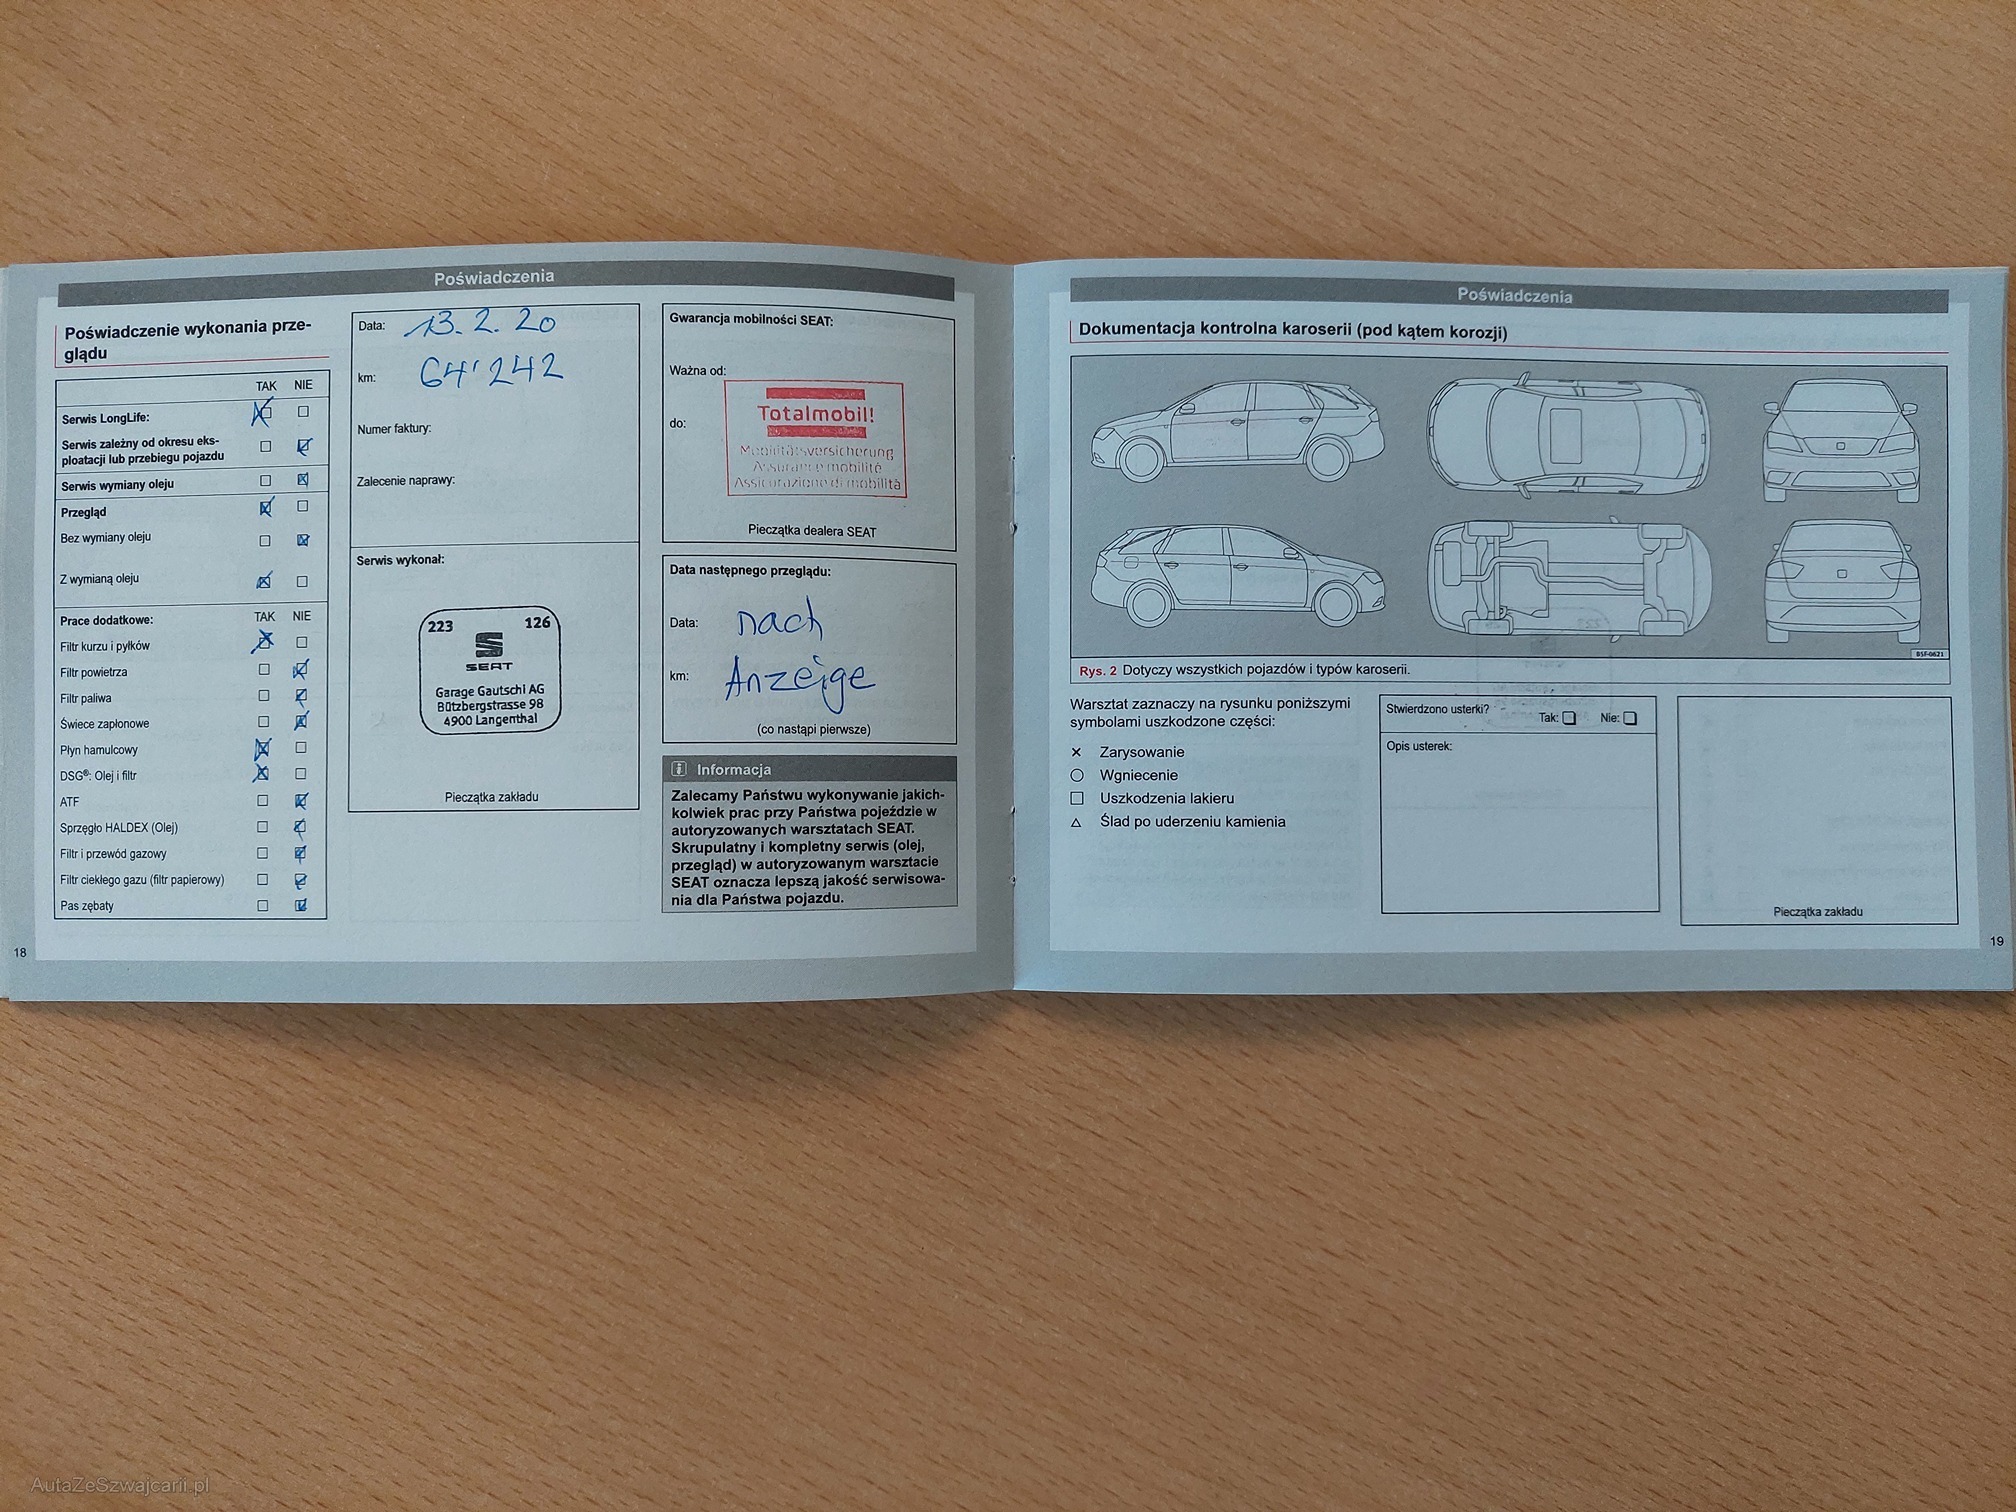 Poświadczenia
Poświadczenie wykonania prze-
glądu
TAK NIE
Serwis LongLife:
Serwis zależny od okresu eks-
ploatacji lub przebiegu pojazdu
Serwis wymiany oleju
Przegląd
Bez wymiany oleju
Z wymianą oleju
Prace dodatkowe: TAK NIE
Filtr kurzu i pyłków
Filtr powietrza
Filtr paliwa
Świece zapłonowe
Płyn hamulcowy
DSG®: Olej i filtr
ATF
Sprzęgło HALDEX (Olej)
Filtr i przewód gazowy
Filtr ciekłego gazu (filtr papierowy)
Pas zębaty
18
Data: 13. 2. 20
km: 64'242
Numer faktury:
Zalecenie naprawy:
Serwis wykonał:
223 126
SEAT
Garage Gautschi AG
Bützbergstrasse 98
4900 Langenthal
Pieczątka zakładu
Gwarancja mobilności SEAT:
Ważna od:
do:
Totalmobil!
Mobilitätsversicherung
Assurance mobilité
Assicurazione di mobilità
Pieczątka dealera SEAT
Data następnego przeglądu:
Data: nach
km: Anzeige
(co nastąpi pierwsze)
i Informacja
Zalecamy Państwu wykonywanie jakich-
kolwiek prac przy Państwa pojeździe w
autoryzowanych warsztatach SEAT.
Skrupulatny i kompletny serwis (olej,
przegląd) w autoryzowanym warsztacie
SEAT oznacza lepszą jakość serwisowa-
nia dla Państwa pojazdu.
Poświadczenia
Dokumentacja kontrolna karoserii (pod kątem korozji)
B5F-0621
Rys. 2 Dotyczy wszystkich pojazdów i typów karoserii.
Warsztat zaznaczy na rysunku poniższymi
symbolami uszkodzone części:
Zarysowanie
Wgniecenie
Uszkodzenia lakieru
Ślad po uderzeniu kamienia
Stwierdzono usterki?
Tak: Nie:
Opis usterek:
Pieczątka zakładu
19
AutaZeSzwajcarii.pl